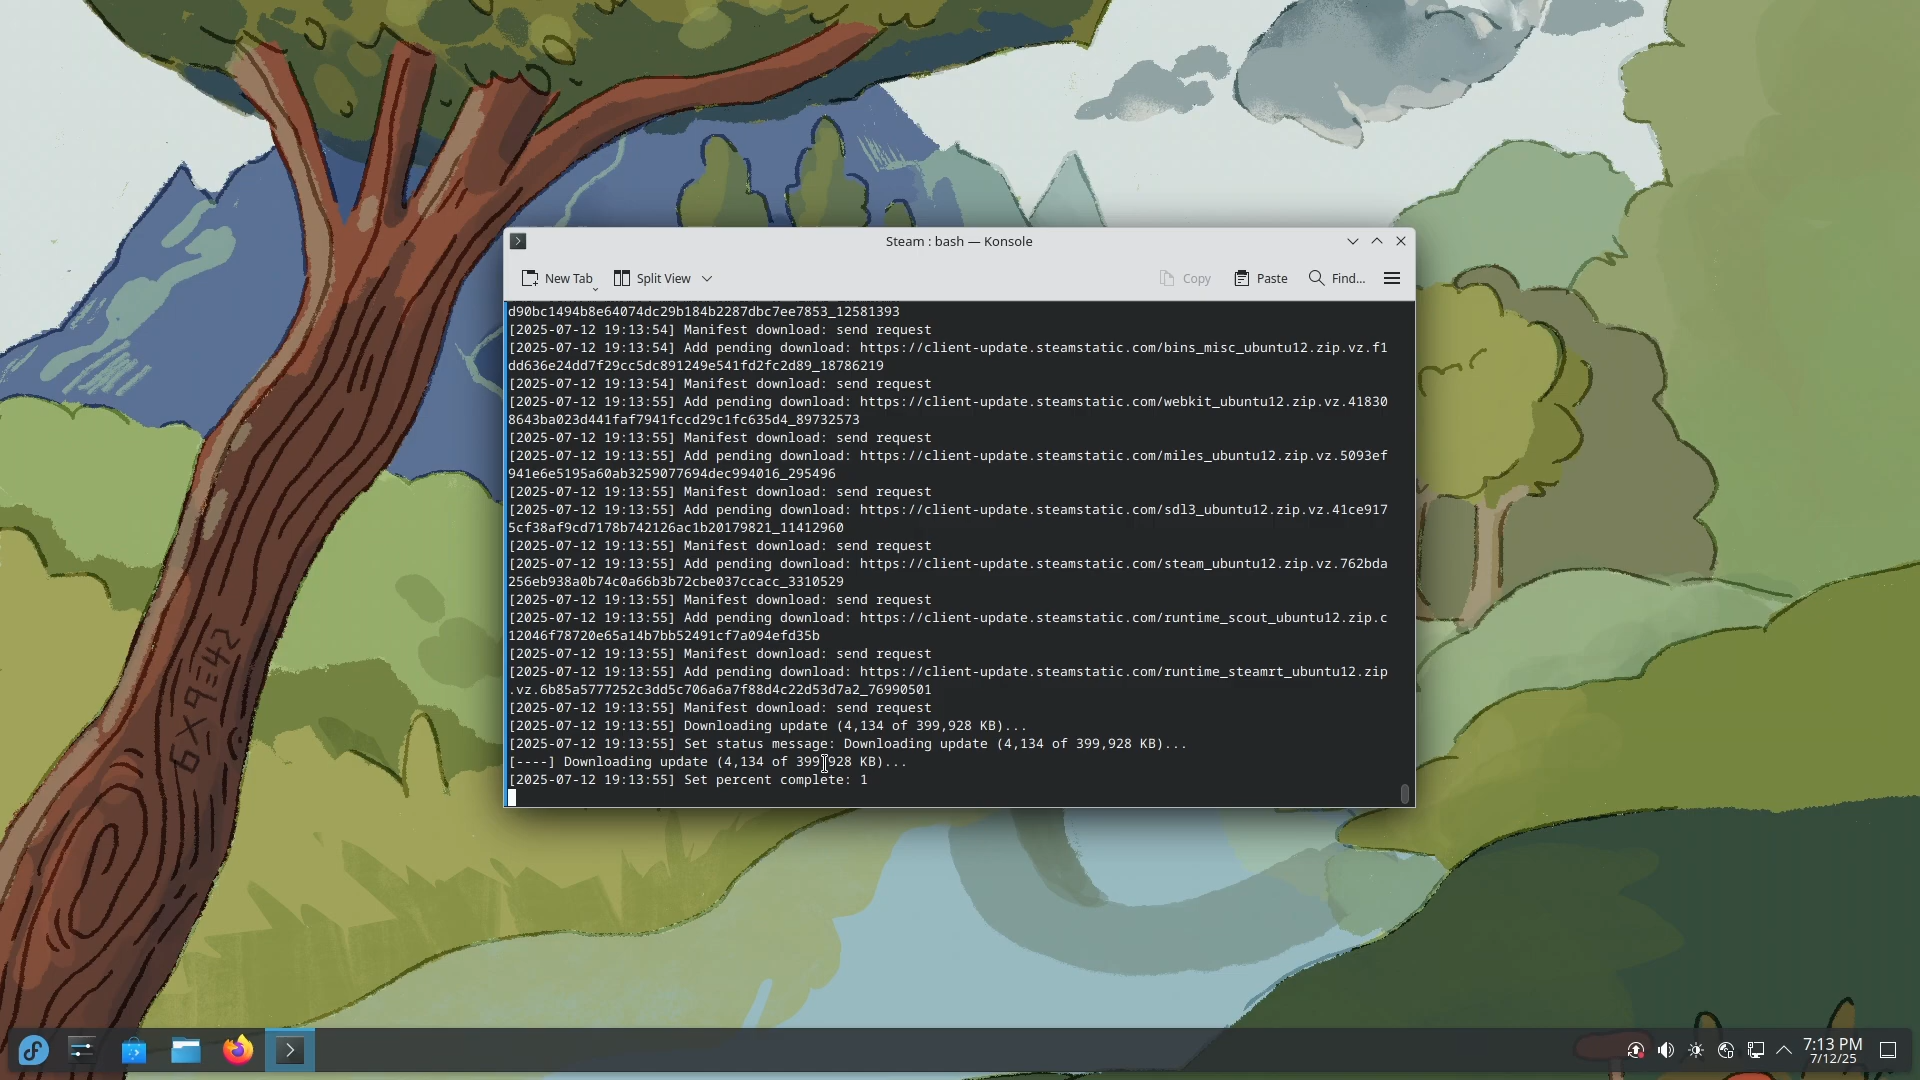 Steam : bash — Konsole
New Tab
Split View
Copy
Paste
Find...
d90bc1494b8e64074dc29b184b2287dbc7ee7853_12581393
[2025-07-12 19:13:54] Manifest download: send request
[2025-07-12 19:13:54] Add pending download: https://client-update.steamstatic.com/bins_misc_ubuntu12.zip.vz.f1
dd636e24dd7f29cc5dc891249e541fd2fc2d89_18786219
[2025-07-12 19:13:54] Manifest download: send request
[2025-07-12 19:13:55] Add pending download: https://client-update.steamstatic.com/webkit_ubuntu12.zip.vz.41830
8643ba023d441faf7941fccd29c1fc635d4_89732573
[2025-07-12 19:13:55] Manifest download: send request
[2025-07-12 19:13:55] Add pending download: https://client-update.steamstatic.com/miles_ubuntu12.zip.vz.5093ef
941e6e5195a60ab3259077694dec994016_295496
[2025-07-12 19:13:55] Manifest download: send request
[2025-07-12 19:13:55] Add pending download: https://client-update.steamstatic.com/sdl3_ubuntu12.zip.vz.41ce917
5cf38af9cd7178b742126ac1b20179821_11412960
[2025-07-12 19:13:55] Manifest download: send request
[2025-07-12 19:13:55] Add pending download: https://client-update.steamstatic.com/steam_ubuntu12.zip.vz.762bda
256eb938a0b74c0a66b3b72cbe037ccacc_3310529
[2025-07-12 19:13:55] Manifest download: send request
[2025-07-12 19:13:55] Add pending download: https://client-update.steamstatic.com/runtime_scout_ubuntu12.zip.c
12046f78720e65a14b7bb52491cf7a094efd35b
[2025-07-12 19:13:55] Manifest download: send request
[2025-07-12 19:13:55] Add pending download: https://client-update.steamstatic.com/runtime_steamrt_ubuntu12.zip
.vz.6b85a5777252c3dd5c706a6a7f88d4c22d53d7a2_76990501
[2025-07-12 19:13:55] Manifest download: send request
[2025-07-12 19:13:55] Downloading update (4,134 of 399,928 KB)...
[2025-07-12 19:13:55] Set status message: Downloading update (4,134 of 399,928 KB)...
[----] Downloading update (4,134 of 399,928 KB)...
[2025-07-12 19:13:55] Set percent complete: 1
6×9=42
7:13 PM
7/12/25